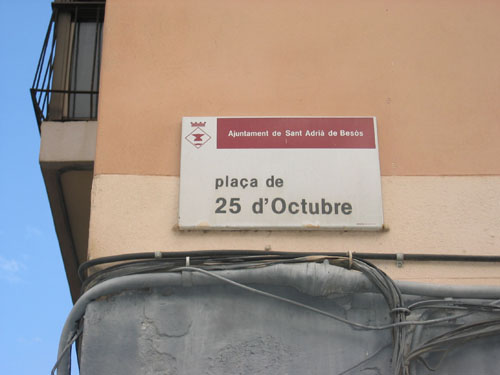 Ajuntament de Sant Adrià de Besòs
plaça de
25 d'Octubre